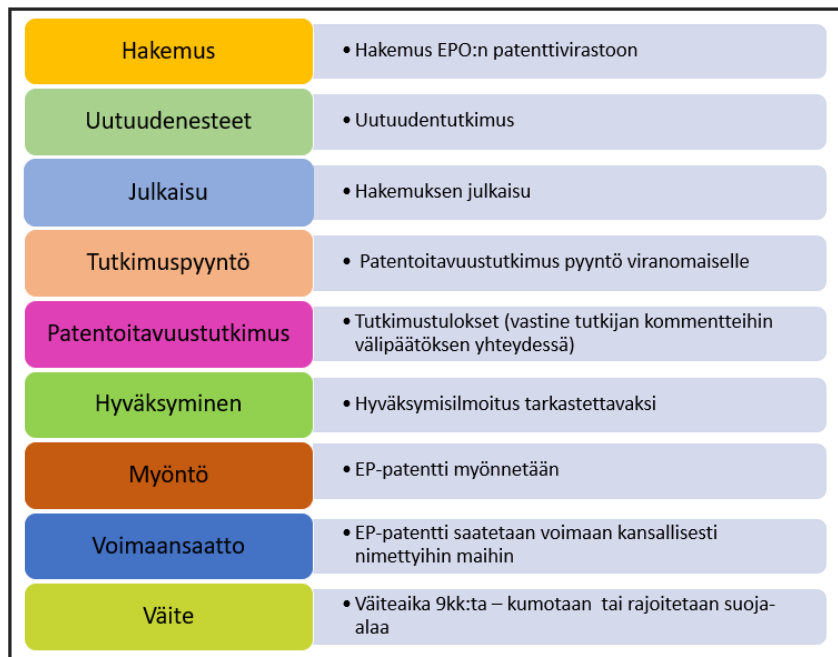 Hakemus
• Hakemus EPO:n patenttivirastoon
Uutuudenesteet
• Uutuudentutkimus
Julkaisu
• Hakemuksen julkaisu
Tutkimuspyyntö
• Patentoitavuustutkimus pyyntö viranomaiselle
Patentoitavuustutkimus
• Tutkimustulokset (vastine tutkijan kommentteihin
välipäätöksen yhteydessä)
Hyväksyminen
• Hyväksymisilmoitus tarkastettavaksi
Myöntö
• EP-patentti myönnetään
Voimaansaatto
• EP-patentti saatetaan voimaan kansallisesti
nimettyihin maihin
Väite
• Väiteaika 9kk:ta – kumotaan tai rajoitetaan suoja-
alaa